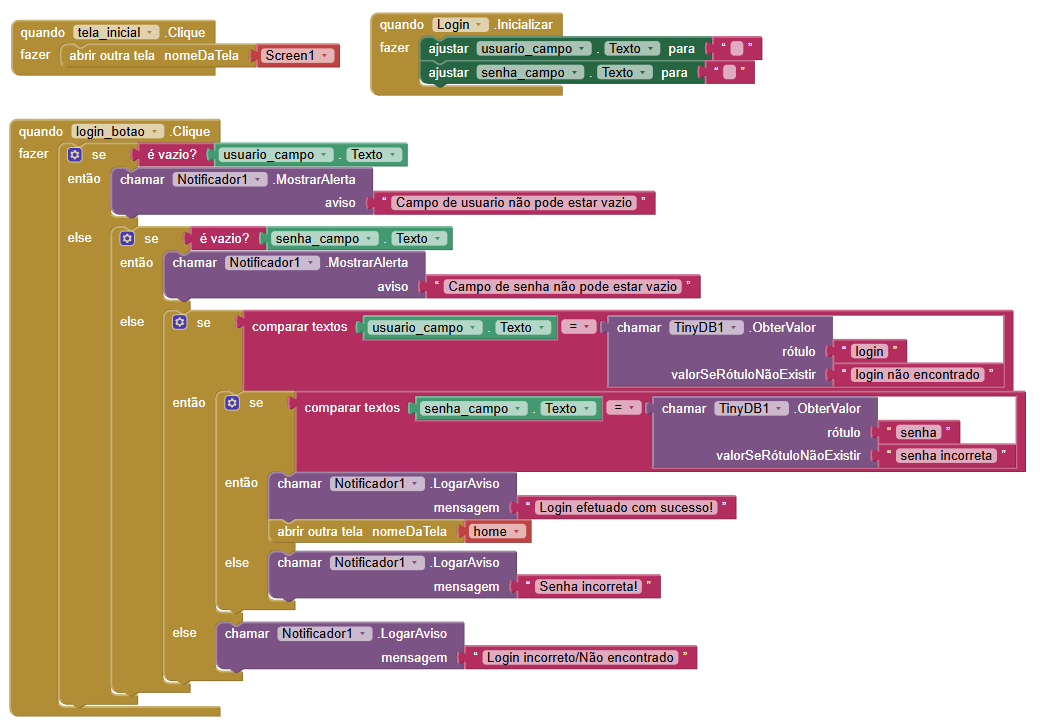 quando tela_inicial .Clique
fazer abrir outra tela nomeDaTela Screen1
quando Login .Inicializar
fazer ajustar usuario_campo . Texto para “ ”
ajustar senha_campo . Texto para “ ”
quando login_botao .Clique
fazer se é vazio? usuario_campo . Texto
então chamar Notificador1 .MostrarAlerta
aviso “ Campo de usuario não pode estar vazio ”
else se é vazio? senha_campo . Texto
então chamar Notificador1 .MostrarAlerta
aviso “ Campo de senha não pode estar vazio ”
else se comparar textos usuario_campo . Texto = chamar TinyDB1 .ObterValor
rótulo “ login ”
valorSeRótuloNãoExistir “ login não encontrado ”
então se comparar textos senha_campo . Texto = chamar TinyDB1 .ObterValor
rótulo “ senha ”
valorSeRótuloNãoExistir “ senha incorreta ”
então chamar Notificador1 .LogarAviso
mensagem “ Login efetuado com sucesso! ”
abrir outra tela nomeDaTela home
else chamar Notificador1 .LogarAviso
mensagem “ Senha incorreta! ”
else chamar Notificador1 .LogarAviso
mensagem “ Login incorreto/Não encontrado ”